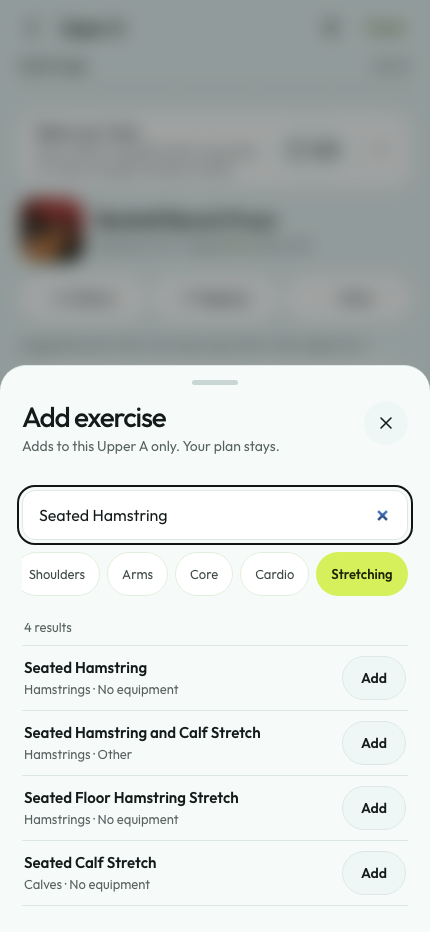 Add exercise
Adds to this Upper A only. Your plan stays.
Seated Hamstring
Shoulders Arms Core Cardio Stretching
4 results
Seated Hamstring
Hamstrings · No equipment
Add
Seated Hamstring and Calf Stretch
Hamstrings · Other
Add
Seated Floor Hamstring Stretch
Hamstrings · No equipment
Add
Seated Calf Stretch
Calves · No equipment
Add